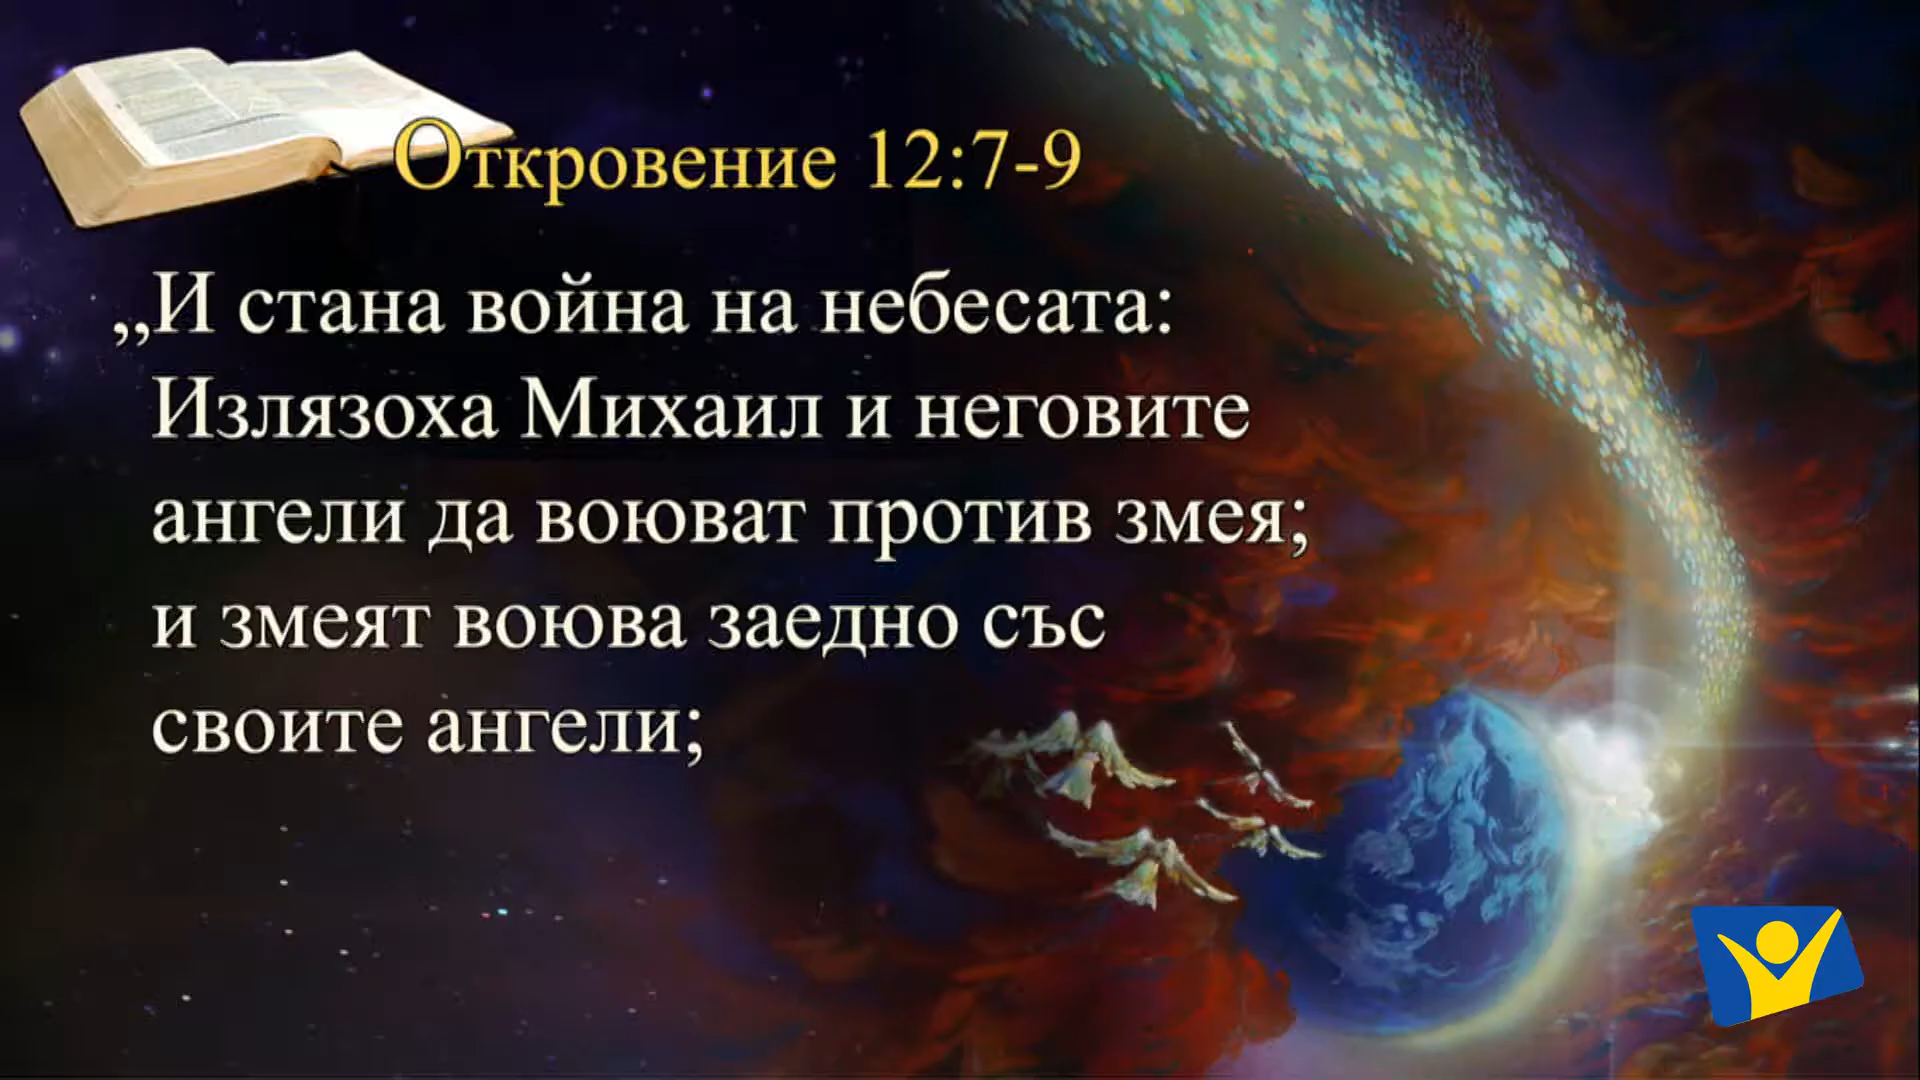 Откровение 12:7-9
„И стана война на небесата:
Излязоха Михаил и неговите
ангели да воюват против змея;
и змеят воюва заедно със
своите ангели;